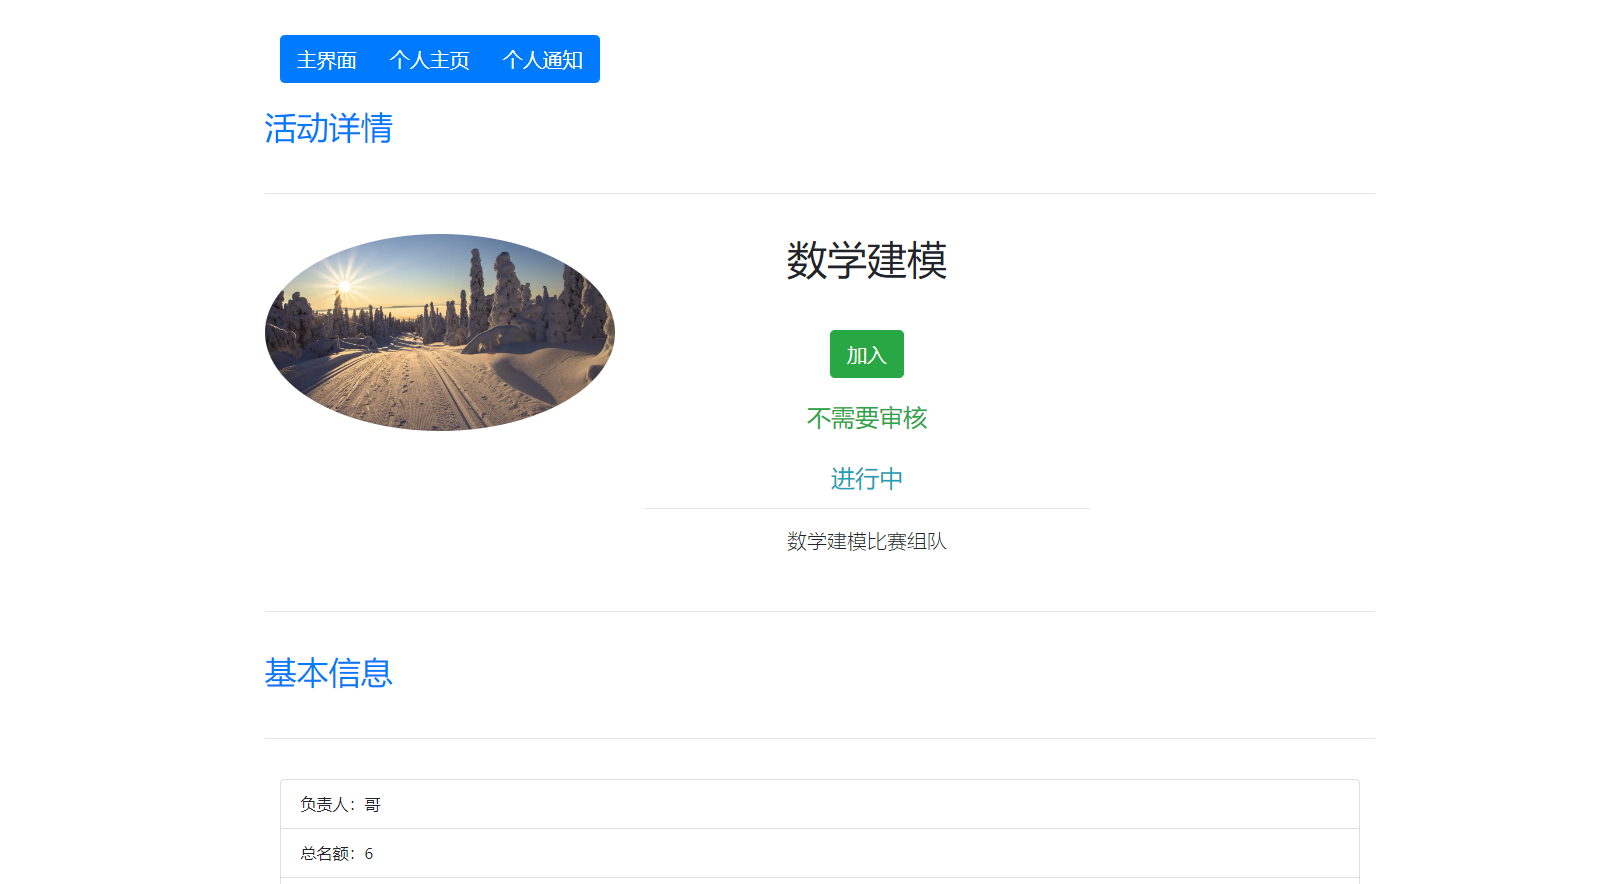 主界面 个人主页 个人通知
活动详情
数学建模
加入
不需要审核
进行中
数学建模比赛组队
基本信息
负责人：哥
总名额：6